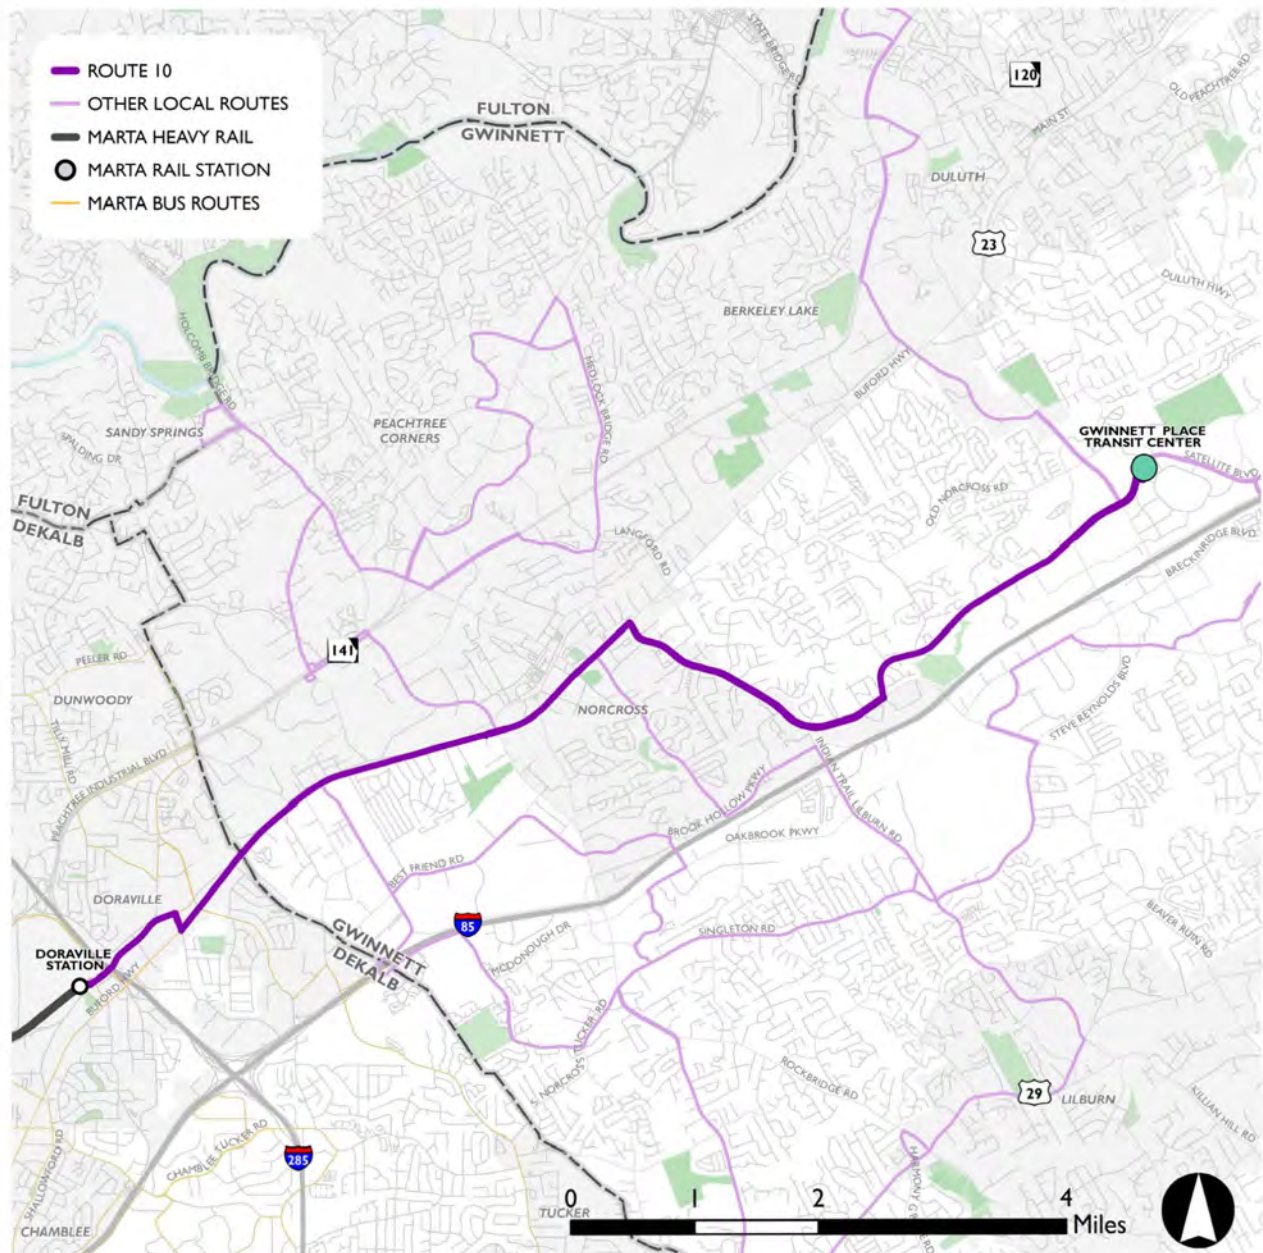 ROUTE 10
OTHER LOCAL ROUTES
MARTA HEAVY RAIL
MARTA RAIL STATION
MARTA BUS ROUTES
STATE BRIDGE RD
120
OLD PEACHTREE RD
MAIN ST
FULTON
GWINNETT
DULUTH
23
DULUTH HWY
BERKELEY LAKE
HOLCOMB BRIDGE RD
MEDLOCK BRIDGE RD
BUFORD HWY
PEACHTREE
CORNERS
SANDY SPRINGS
SPALDING DR
GWINNETT PLACE
TRANSIT CENTER
SATELLITE BLVD
OLD NORCROSS RD
FULTON
DEKALB
LANGFORD RD
BRECKINRIDGE BLVD
141
PEELER RD
DUNWOODY
TILLY MILL RD
NORCROSS
STEVE REYNOLDS BLVD
PEACHTREE INDUSTRIAL BLVD
INDIAN TRAIL LILBURN RD
BROOK HOLLOW PKWY
OAKBROOK PKWY
BEST FRIEND RD
DORAVILLE
85
GWINNETT
DEKALB
SINGLETON RD
BEAVER RUIN RD
MCDONOUGH DR
DORAVILLE
STATION
BUFORD HWY
S. NORCROSS TUCKER RD
ROCKBRIDGE RD
29
LILBURN
KILLIAN HILL RD
CHAMBLEE TUCKER RD
285
SHALLOWFORD RD
CHAMBLEE
TUCKER
0 1 2 4
Miles